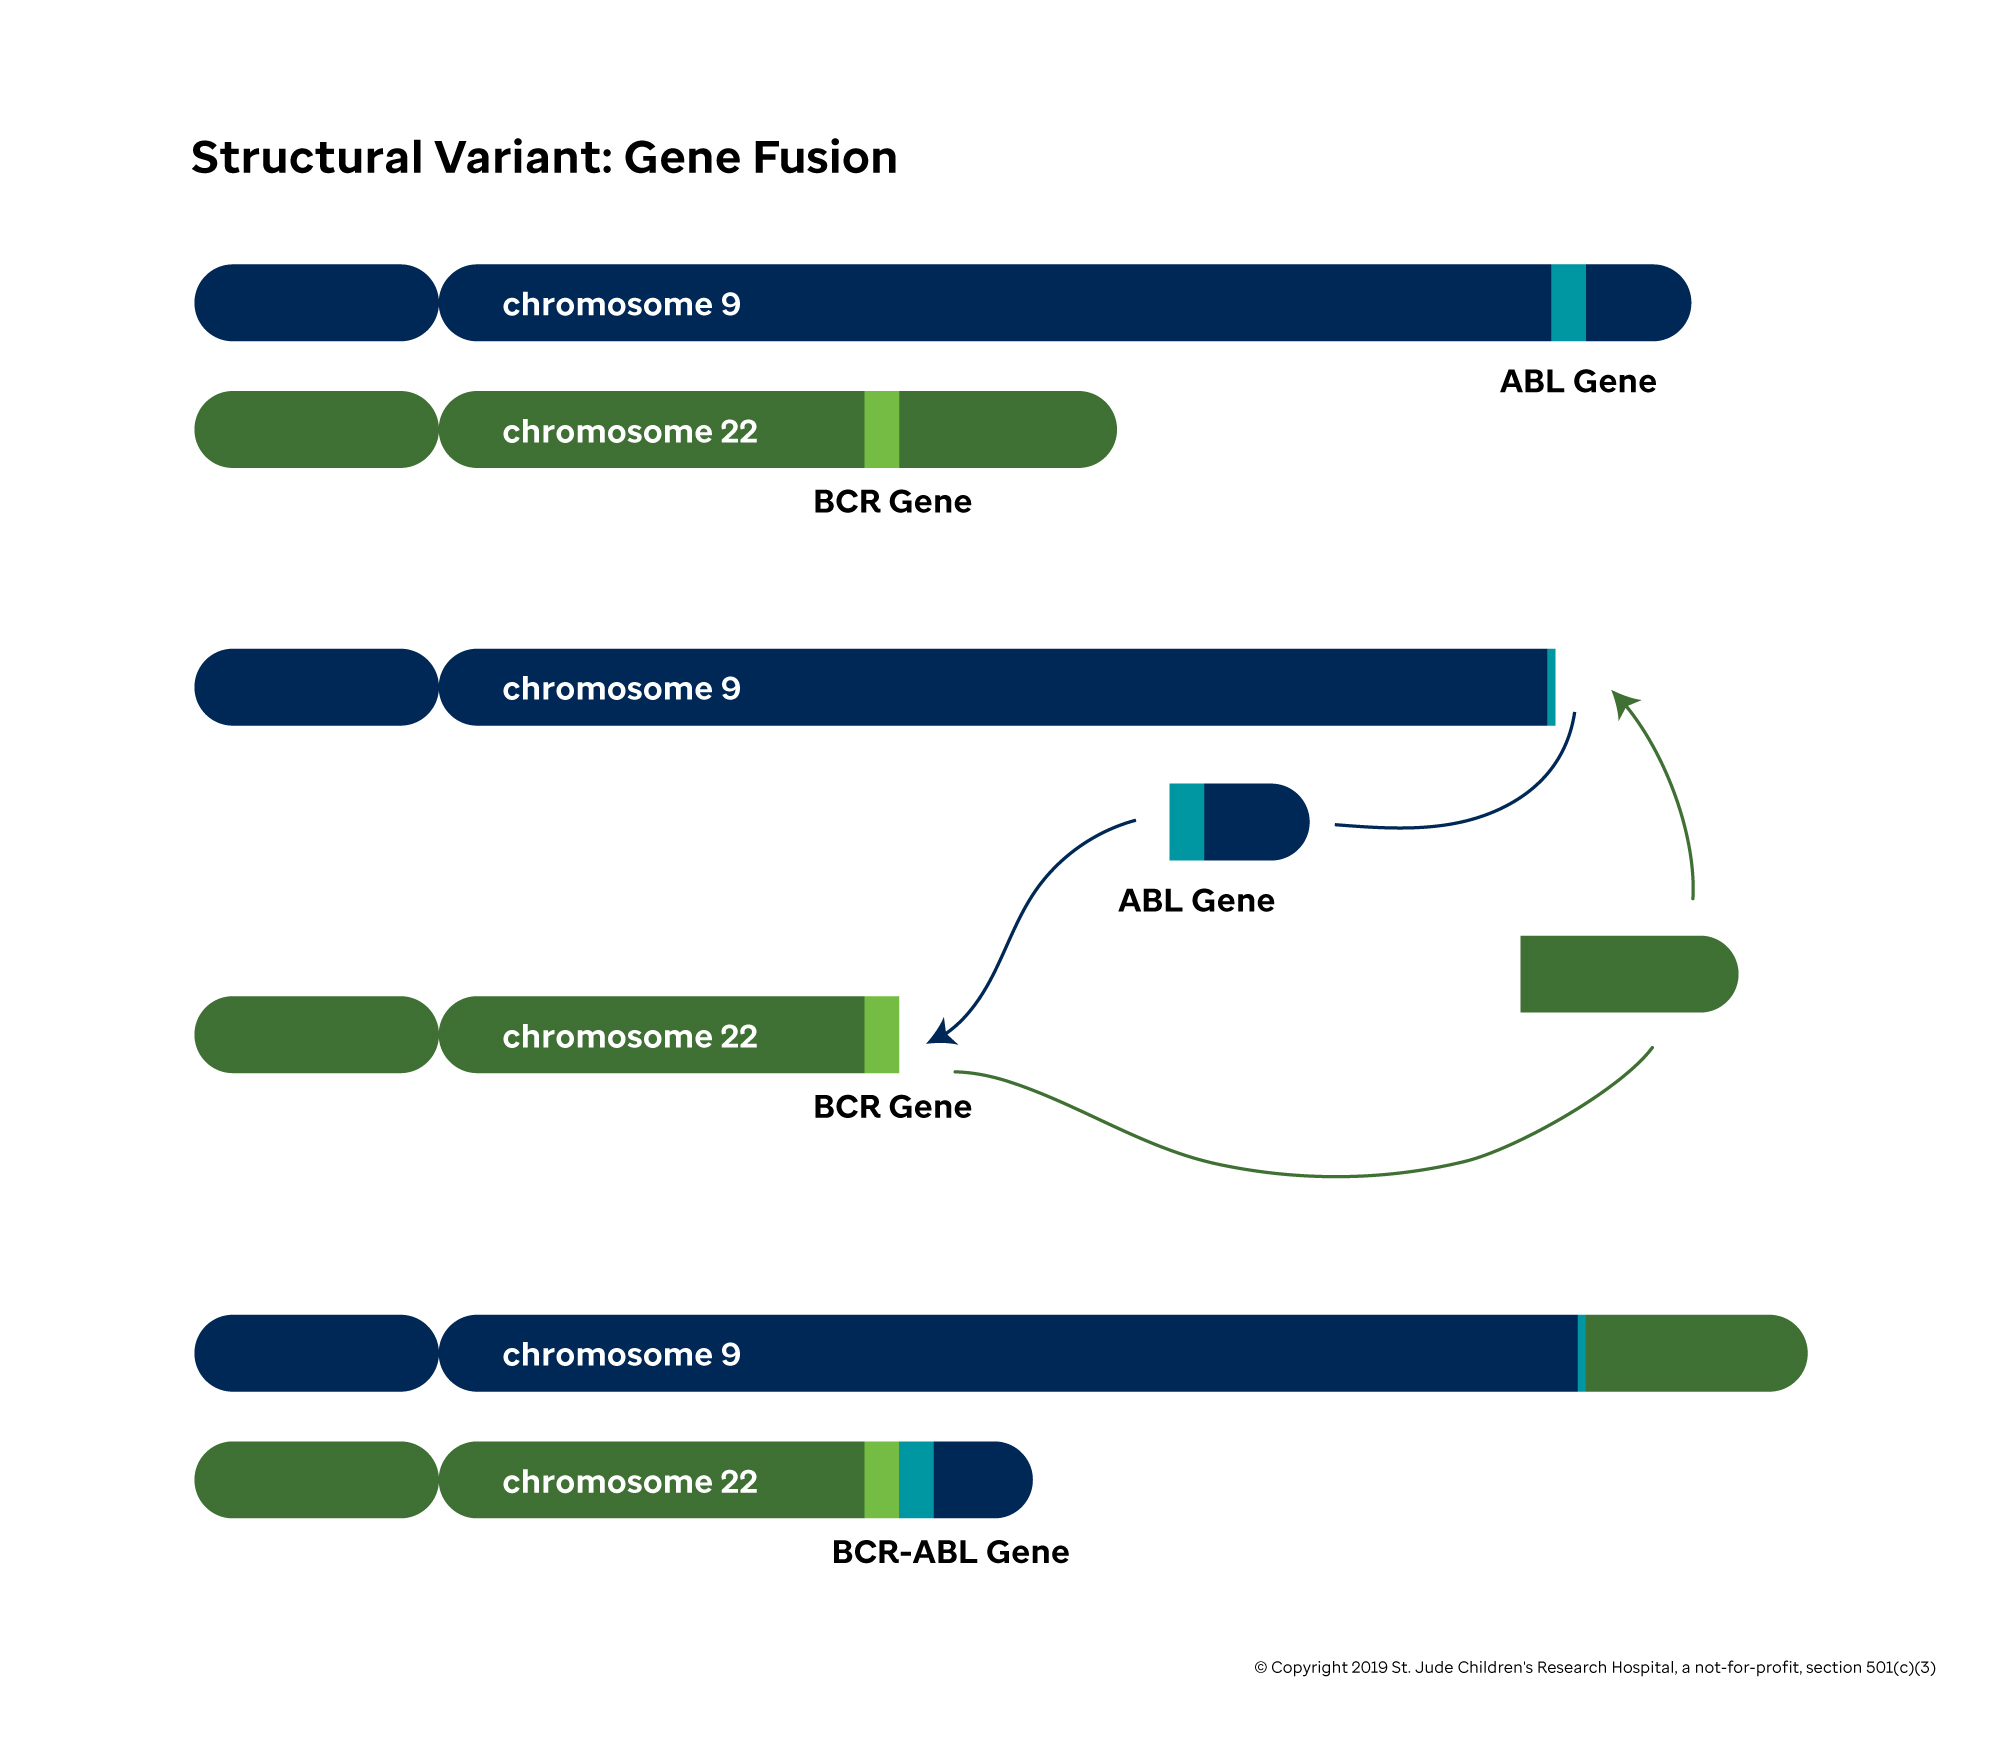 Structural Variant: Gene Fusion
chromosome 9
ABL Gene
chromosome 22
BCR Gene
chromosome 9
ABL Gene
chromosome 22
BCR Gene
chromosome 9
chromosome 22
BCR-ABL Gene
© Copyright 2019 St. Jude Children's Research Hospital, a not-for-profit, section 501(c)(3)